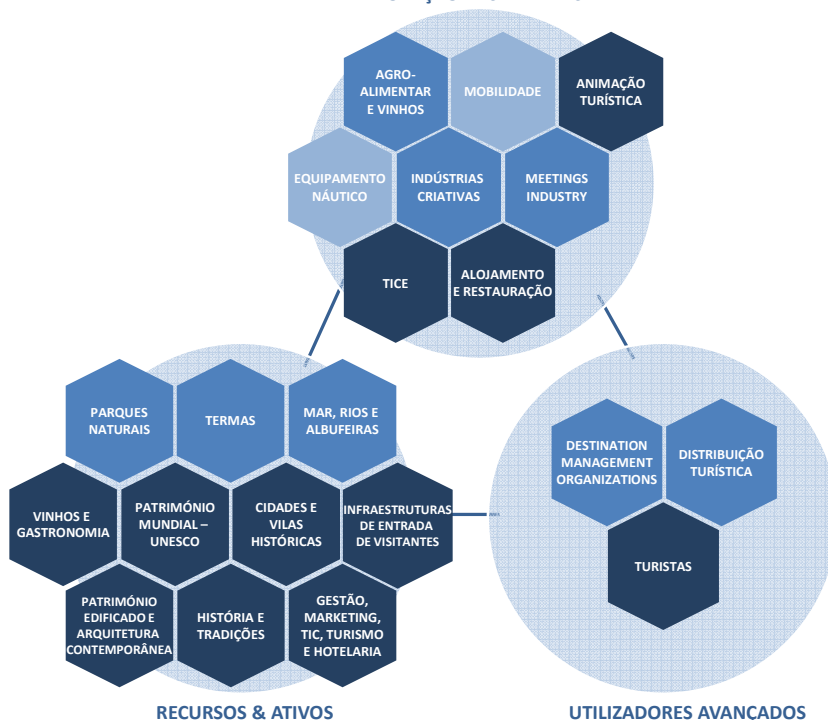 AGRO-
ALIMENTAR
E VINHOS
MOBILIDADE
ANIMAÇÃO
TURÍSTICA
EQUIPAMENTO
NÁUTICO
INDÚSTRIAS
CRIATIVAS
MEETINGS
INDUSTRY
TICE
ALOJAMENTO
E RESTAURAÇÃO
PARQUES
NATURAIS
TERMAS
MAR, RIOS E
ALBUFEIRAS
VINHOS E
GASTRONOMIA
PATRIMÓNIO
MUNDIAL –
UNESCO
CIDADES E
VILAS
HISTÓRICAS
INFRAESTRUTURAS
DE ENTRADA
DE VISITANTES
PATRIMÓNIO
EDIFICADO E
ARQUITETURA
CONTEMPORÂNEA
HISTÓRIA E
TRADIÇÕES
GESTÃO,
MARKETING,
TIC, TURISMO
E HOTELARIA
RECURSOS & ATIVOS
DESTINATION
MANAGEMENT
ORGANIZATIONS
DISTRIBUIÇÃO
TURÍSTICA
TURISTAS
UTILIZADORES AVANÇADOS